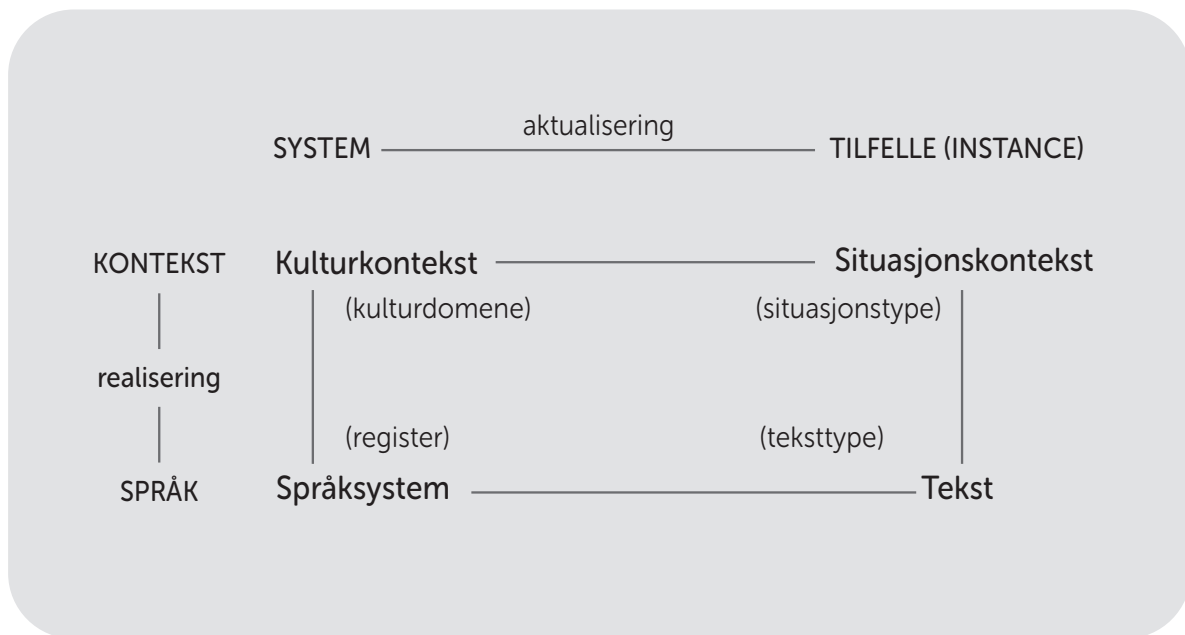 aktualisering
SYSTEM TILFELLE (INSTANCE)
KONTEKST Kulturkontekst Situasjonskontekst
(kulturdomene) (situasjonstype)
realisering
(register) (teksttype)
SPRÅK Språksystem Tekst